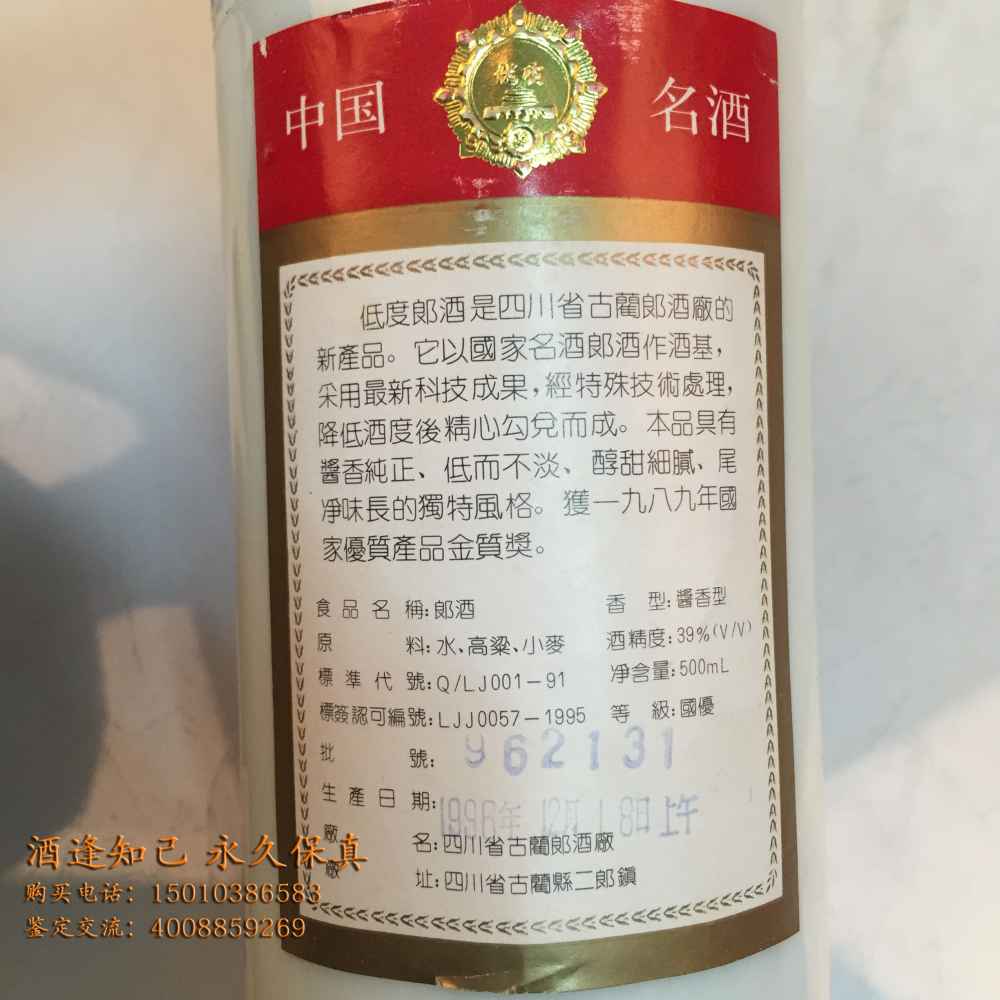 中国 名酒
優質
低度郎酒是四川省古藺郎酒廠的
新產品。它以國家名酒郎酒作酒基，
采用最新科技成果，經特殊技術處理，
降低酒度後精心勾兌而成。本品具有
醬香純正、低而不淡、醇甜細膩、尾
凈味長的獨特風格。獲一九八九年國
家優質產品金質獎。
食品名稱：郎酒 香型：醬香型
原料：水、高粱、小麥 酒精度：39%(V/V)
標準代號：Q/LJ001-91 净含量：500mL
標簽認可編號：LJJ0057-1995 等級：國優
批號：962131
生產日期：1996年12月18日上午
廠名：四川省古藺郎酒廠
廠址：四川省古藺縣二郎鎮
酒逢知己 永久保真
购买电话：15010386583
鉴定交流：4008859269